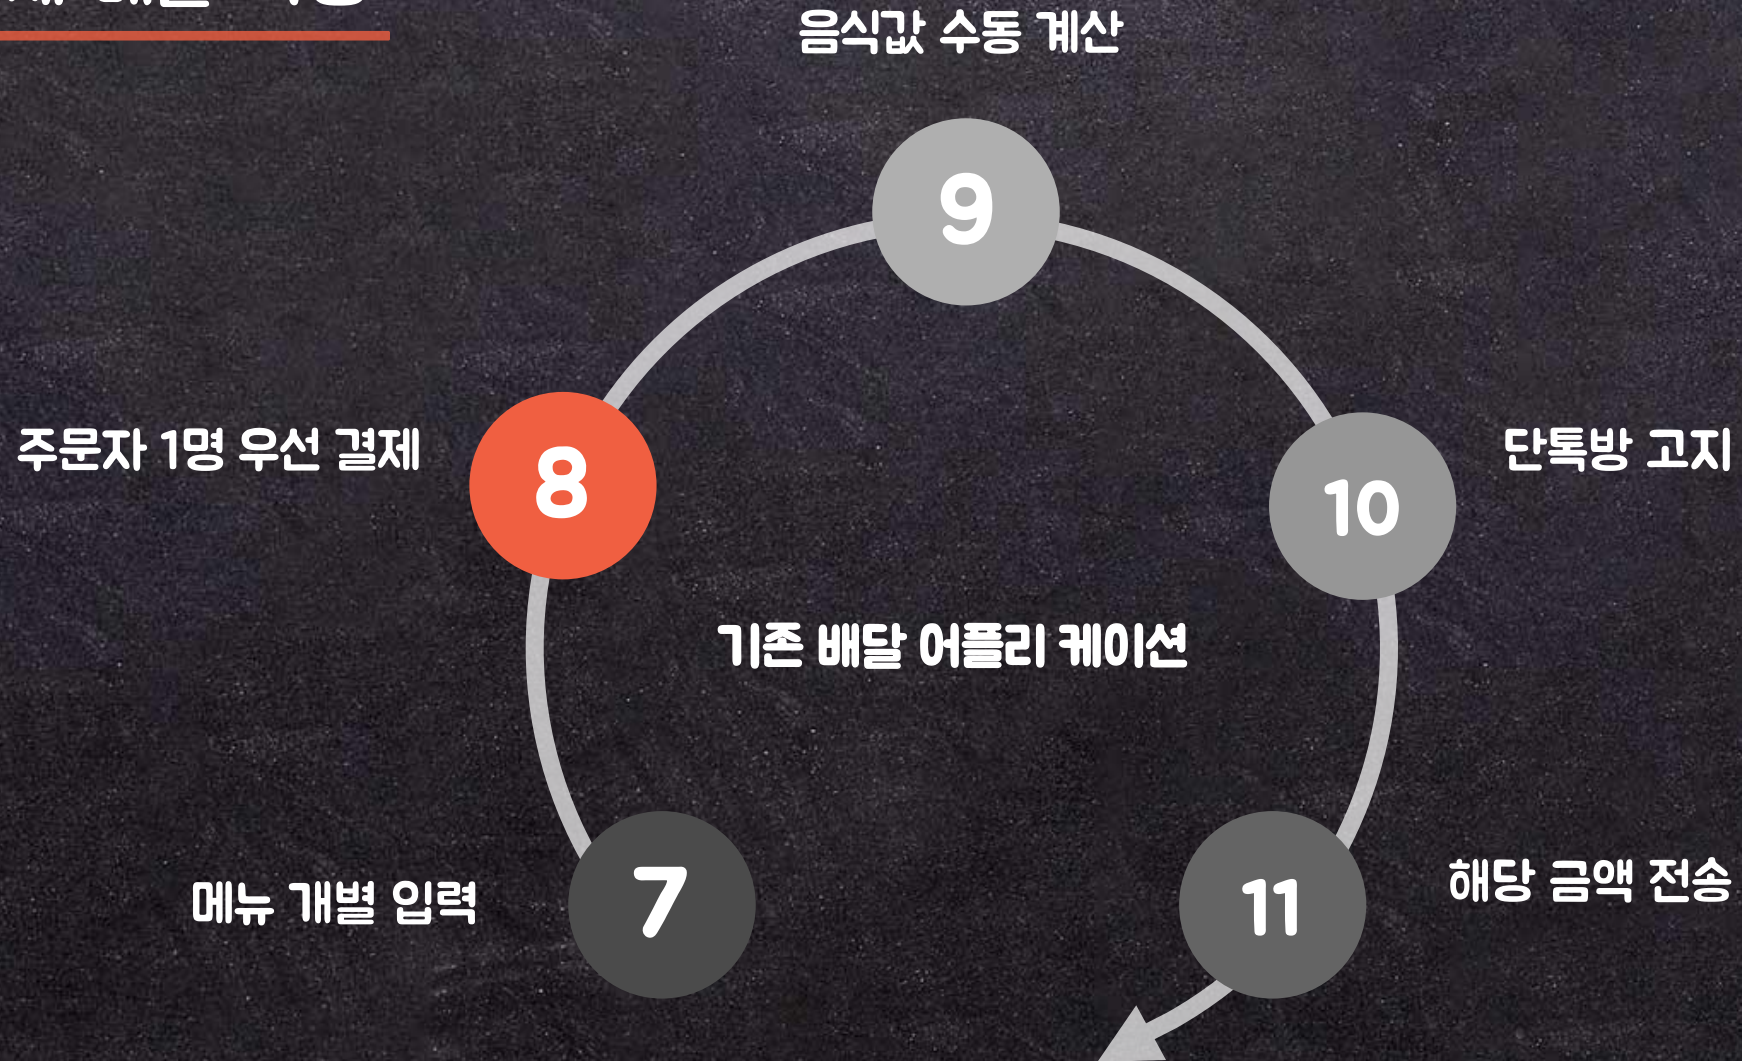 음식값 수동 계산
9
주문자 1명 우선 결제
8
단톡방 고지
10
기존 배달 어플리 케이션
메뉴 개별 입력
7
11
해당 금액 전송